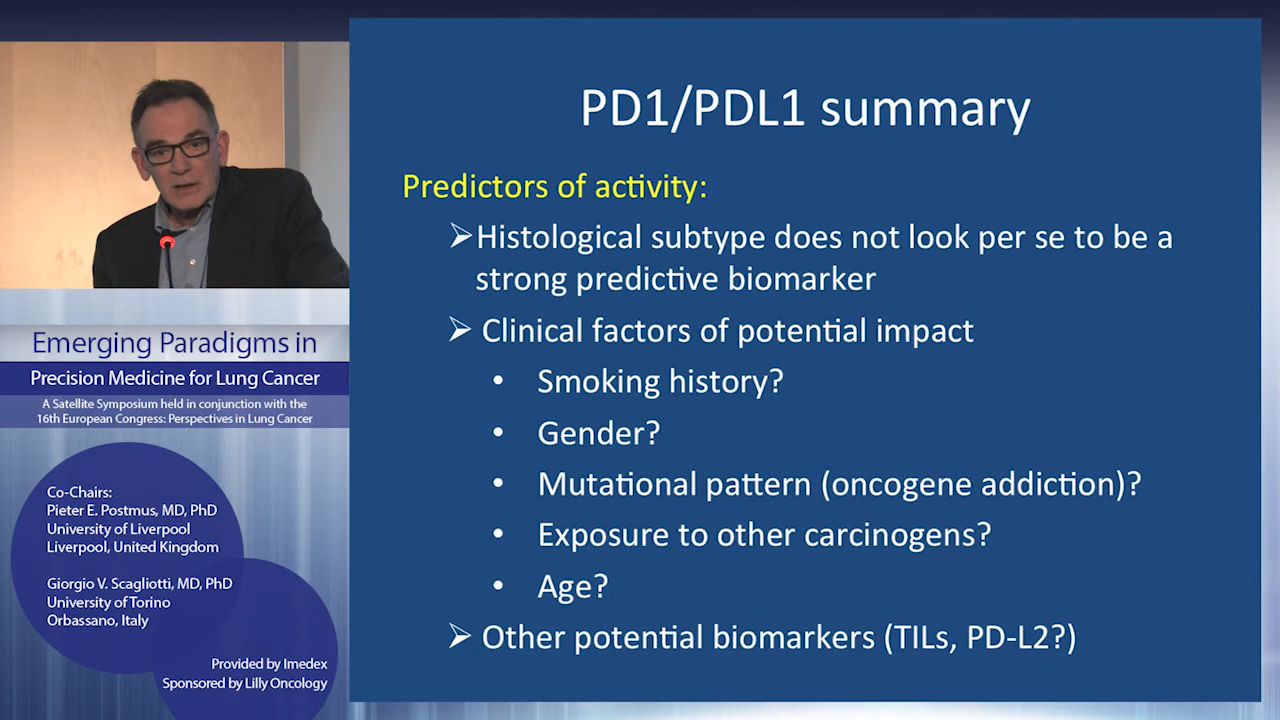 PD1/PDL1 summary
Predictors of activity:
➢Histological subtype does not look per se to be a
strong predictive biomarker
➢ Clinical factors of potential impact
• Smoking history?
• Gender?
• Mutational pattern (oncogene addiction)?
• Exposure to other carcinogens?
• Age?
➢ Other potential biomarkers (TILs, PD-L2?)
Emerging Paradigms in
Precision Medicine for Lung Cancer
A Satellite Symposium held in conjunction with the
16th European Congress: Perspectives in Lung Cancer
Co-Chairs:
Pieter E. Postmus, MD, PhD
University of Liverpool
Liverpool, United Kingdom
Giorgio V. Scagliotti, MD, PhD
University of Torino
Orbassano, Italy
Provided by Imedex
Sponsored by Lilly Oncology